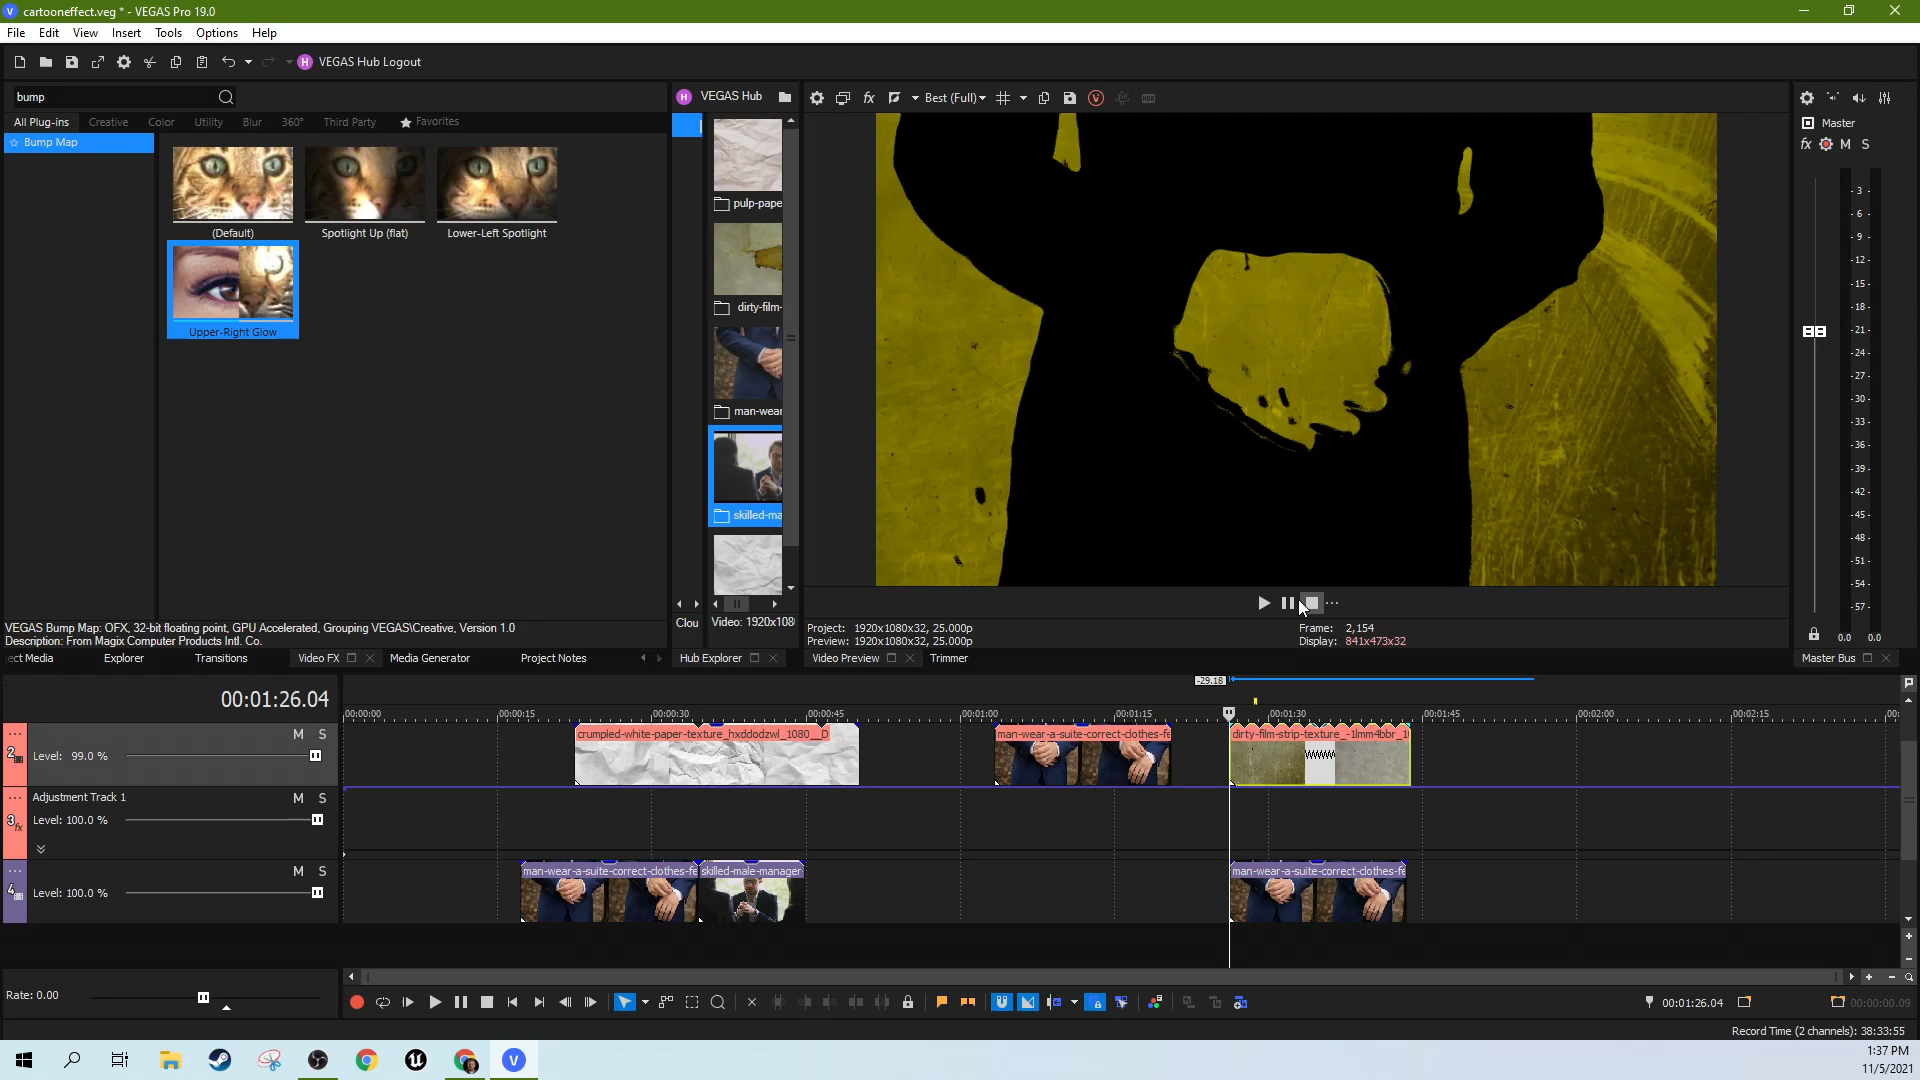 cartooneffect.veg * - VEGAS Pro 19.0
File Edit View Insert Tools Options Help
VEGAS Hub Logout
bump
All Plug-ins Creative Color Utility Blur 360° Third Party Favorites
Bump Map
(Default) Spotlight Up (flat) Lower-Left Spotlight
Upper-Right Glow
VEGAS Bump Map: OFX, 32-bit floating point, GPU Accelerated, Grouping VEGAS\Creative, Version 1.0
Description: From Magix Computer Products Intl. Co.
ect Media Explorer Transitions Video FX Media Generator Project Notes
VEGAS Hub
pulp-pape
dirty-film-
man-wear
skilled-ma
Clou Video: 1920x108
Hub Explorer
Best (Full)
Project: 1920x1080x32, 25.000p
Preview: 1920x1080x32, 25.000p
Frame: 2,154
Display: 841x473x32
Video Preview Trimmer
Master
fx M S
-3-
-6-
-9-
-12-
-15-
-18-
-21-
-24-
-27-
-30-
-33-
-36-
-39-
-42-
-45-
-48-
-51-
-54-
-57-
0.0 0.0
Master Bus
00:01:26.04
-29.18
00:00:00 00:00:15 00:00:30 00:00:45 00:01:00 00:01:15 00:01:30 00:01:45 00:02:00 00:02:15 00:
2 M S
Level: 99.0 %
crumpled-white-paper-texture_hxddodzwl_1080__D man-wear-a-suite-correct-clothes-fe dirty-film-strip-texture_-1lmm4bbr_1
3 Adjustment Track 1 M S
Level: 100.0 %
4 M S
Level: 100.0 %
man-wear-a-suite-correct-clothes-fe skilled-male-manager man-wear-a-suite-correct-clothes-fe
Rate: 0.00
00:01:26.04 00:00:00.09
Record Time (2 channels): 38:33:55
1:37 PM
11/5/2021